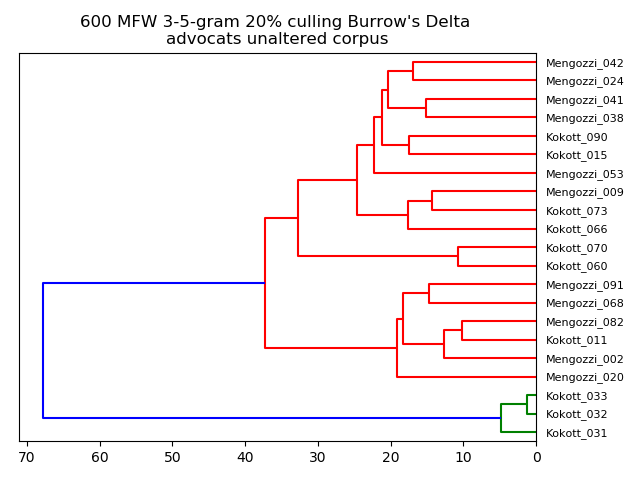 600 MFW 3-5-gram 20% culling Burrow's Delta
advocats unaltered corpus
Mengozzi_042
Mengozzi_024
Mengozzi_041
Mengozzi_038
Kokott_090
Kokott_015
Mengozzi_053
Mengozzi_009
Kokott_073
Kokott_066
Kokott_070
Kokott_060
Mengozzi_091
Mengozzi_068
Mengozzi_082
Kokott_011
Mengozzi_002
Mengozzi_020
Kokott_033
Kokott_032
Kokott_031
70 60 50 40 30 20 10 0